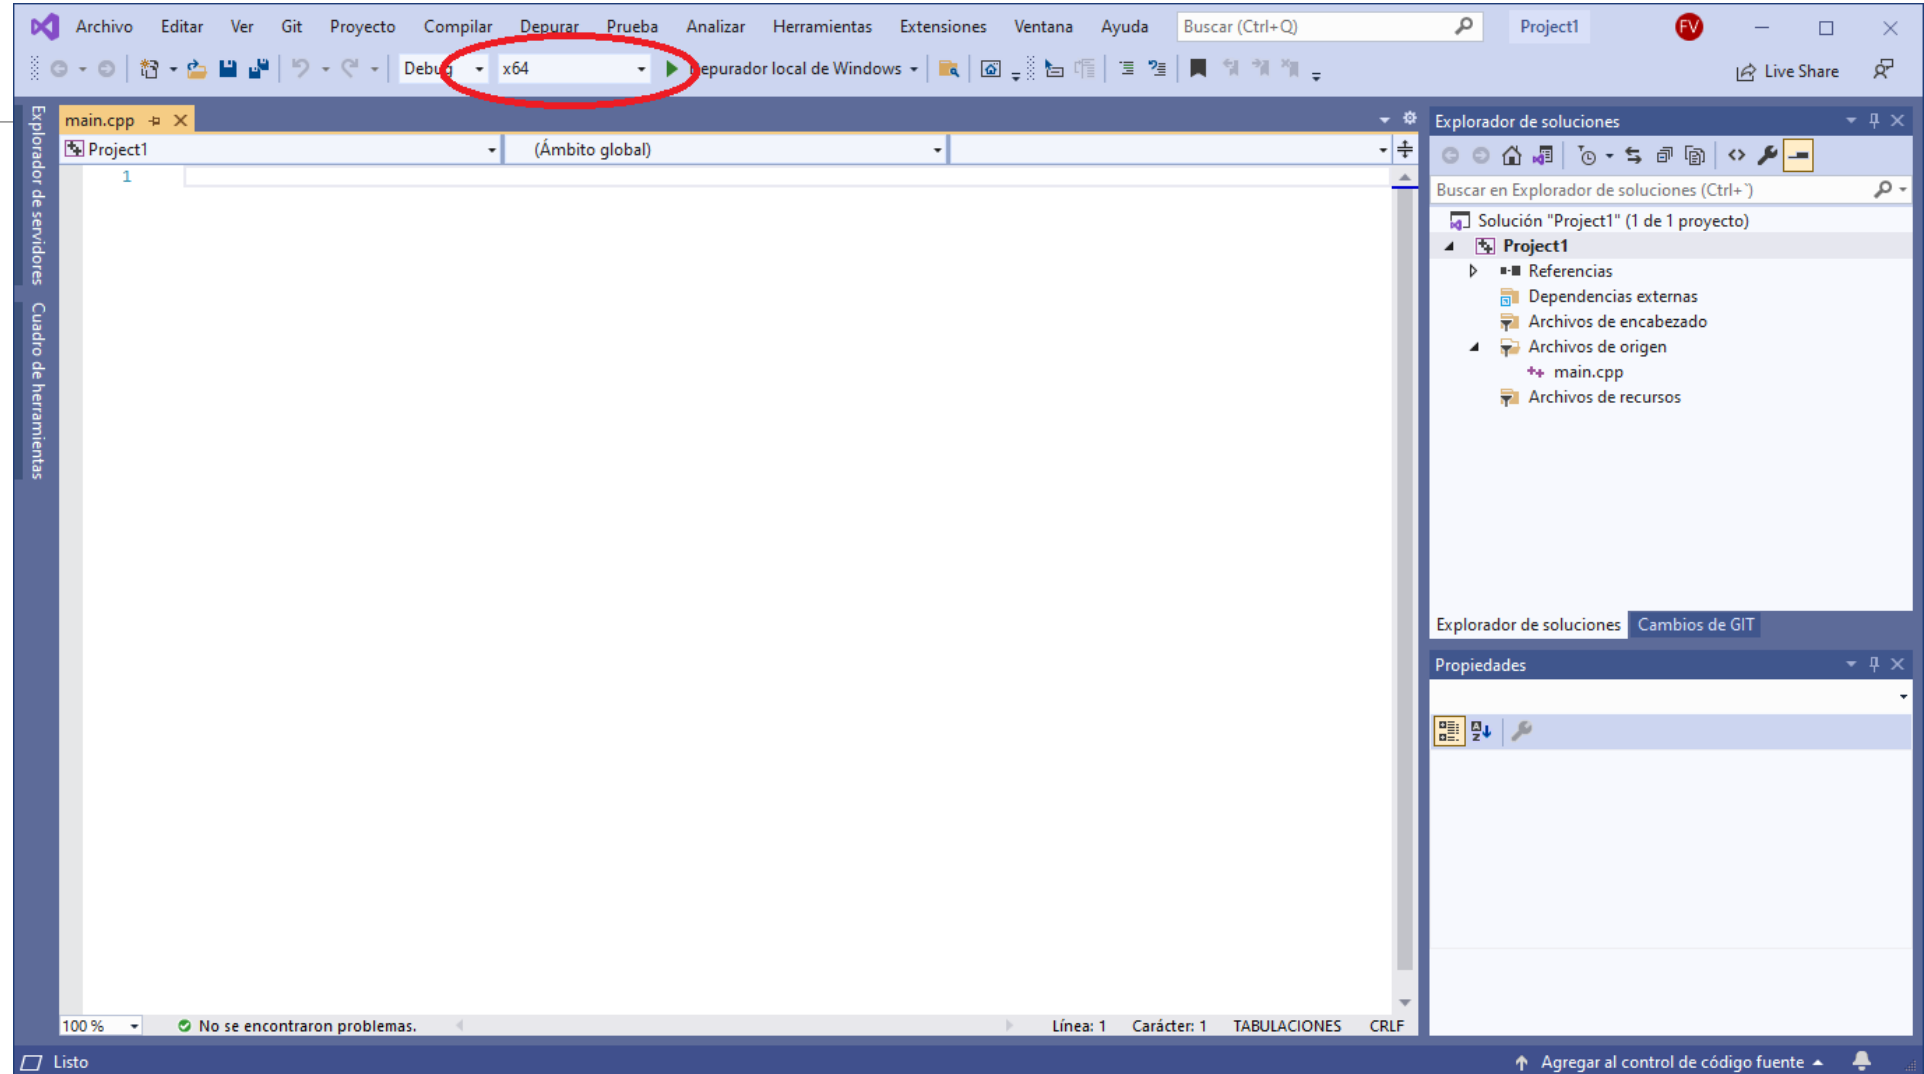 Archivo Editar Ver Git Proyecto Compilar Depurar Prueba Analizar Herramientas Extensiones Ventana Ayuda Buscar (Ctrl+Q) Project1 FV
Debug x64 Depurador local de Windows Live Share
Explorador de servidores
Cuadro de herramientas
main.cpp
Project1 (Ámbito global)
1
100 % No se encontraron problemas. Línea: 1 Carácter: 1 TABULACIONES CRLF
Explorador de soluciones
Buscar en Explorador de soluciones (Ctrl+`)
Solución "Project1" (1 de 1 proyecto)
Project1
Referencias
Dependencias externas
Archivos de encabezado
Archivos de origen
main.cpp
Archivos de recursos
Explorador de soluciones Cambios de GIT
Propiedades
Listo Agregar al control de código fuente